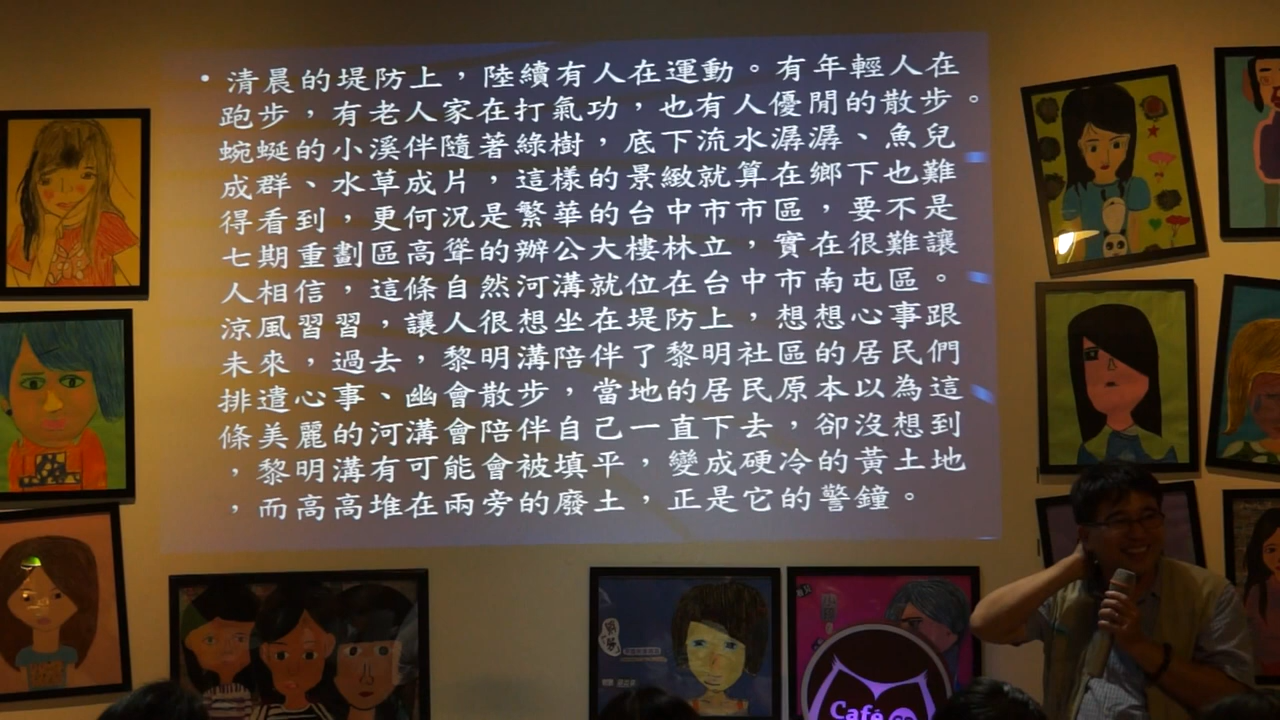 • 清晨的堤防上，陸續有人在運動。有年輕人在
跑步，有老人家在打氣功，也有人優閒的散步。
蜿蜒的小溪伴隨著綠樹，底下流水潺潺、魚兒
成群、水草成片，這樣的景緻就算在鄉下也難
得看到，更何況是繁華的台中市市區，要不是
七期重劃區高聳的辦公大樓林立，實在很難讓
人相信，這條自然河溝就位在台中市南屯區。
涼風習習，讓人很想坐在堤防上，想想心事跟
未來，過去，黎明溝陪伴了黎明社區的居民們
排遣心事、幽會散步，當地的居民原本以為這
條美麗的河溝會陪伴自己一直下去，卻沒想到
，黎明溝有可能會被填平，變成硬冷的黃土地
，而高高堆在兩旁的廢土，正是它的警鐘。
Café